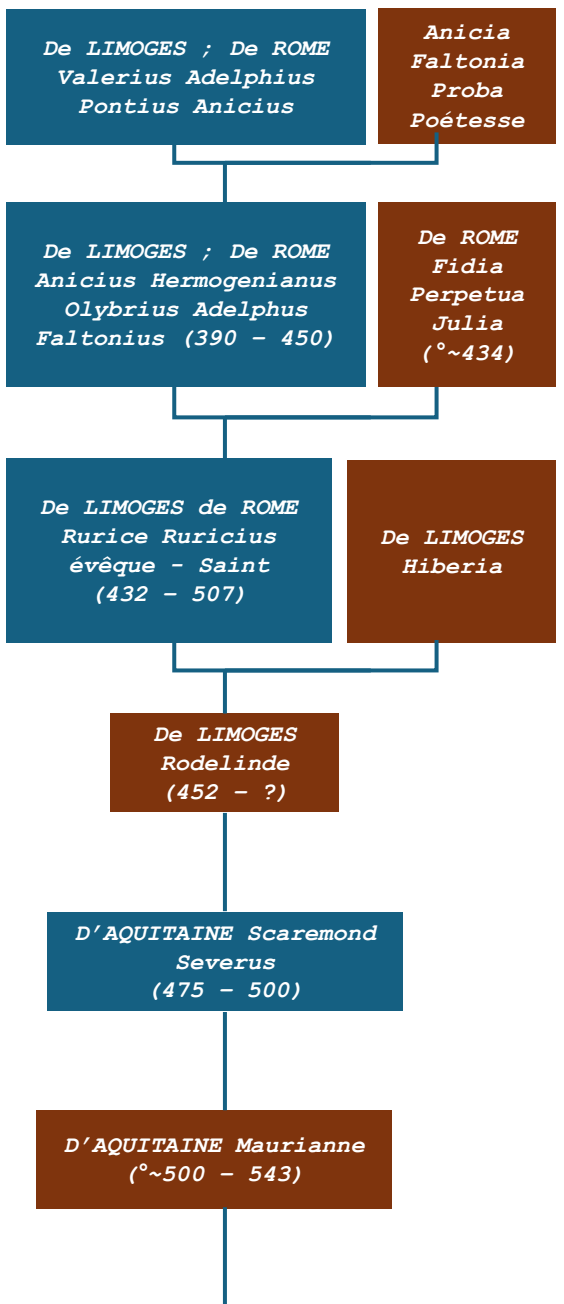 De LIMOGES ; De ROME
Valerius Adelphius
Pontius Anicius
Anicia
Faltonia
Proba
Poétesse
De LIMOGES ; De ROME
Anicius Hermogenianus
Olybrius Adelphus
Faltonius (390 – 450)
De ROME
Fidia
Perpetua
Julia
(°~434)
De LIMOGES de ROME
Rurice Ruricius
évêque - Saint
(432 – 507)
De LIMOGES
Hiberia
De LIMOGES
Rodelinde
(452 – ?)
D’AQUITAINE Scaremond
Severus
(475 – 500)
D’AQUITAINE Maurianne
(°~500 – 543)